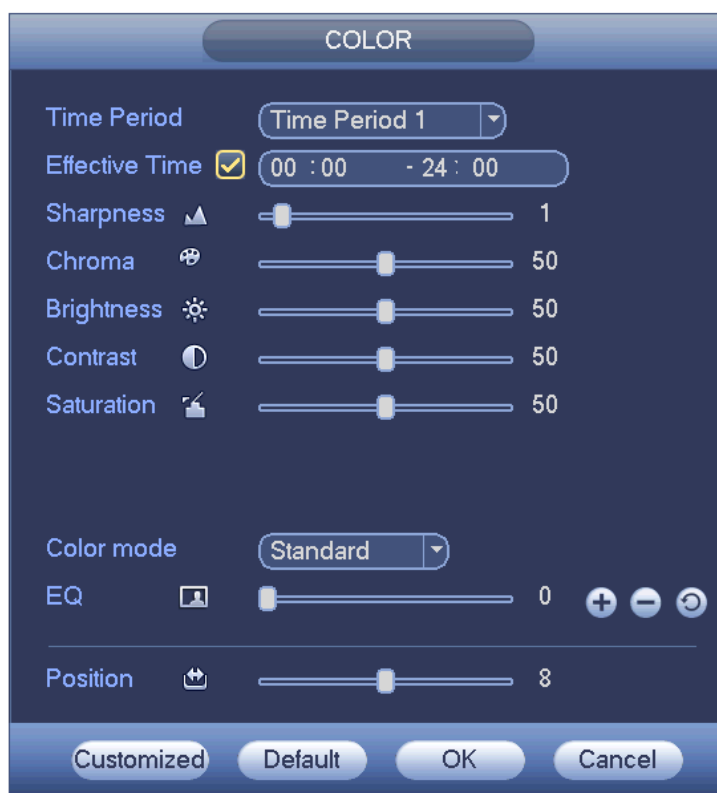 COLOR
Time Period Time Period 1
Effective Time 00 :00 - 24 : 00
Sharpness 1
Chroma 50
Brightness 50
Contrast 50
Saturation 50
Color mode Standard
EQ 0
Position 8
Customized Default OK Cancel